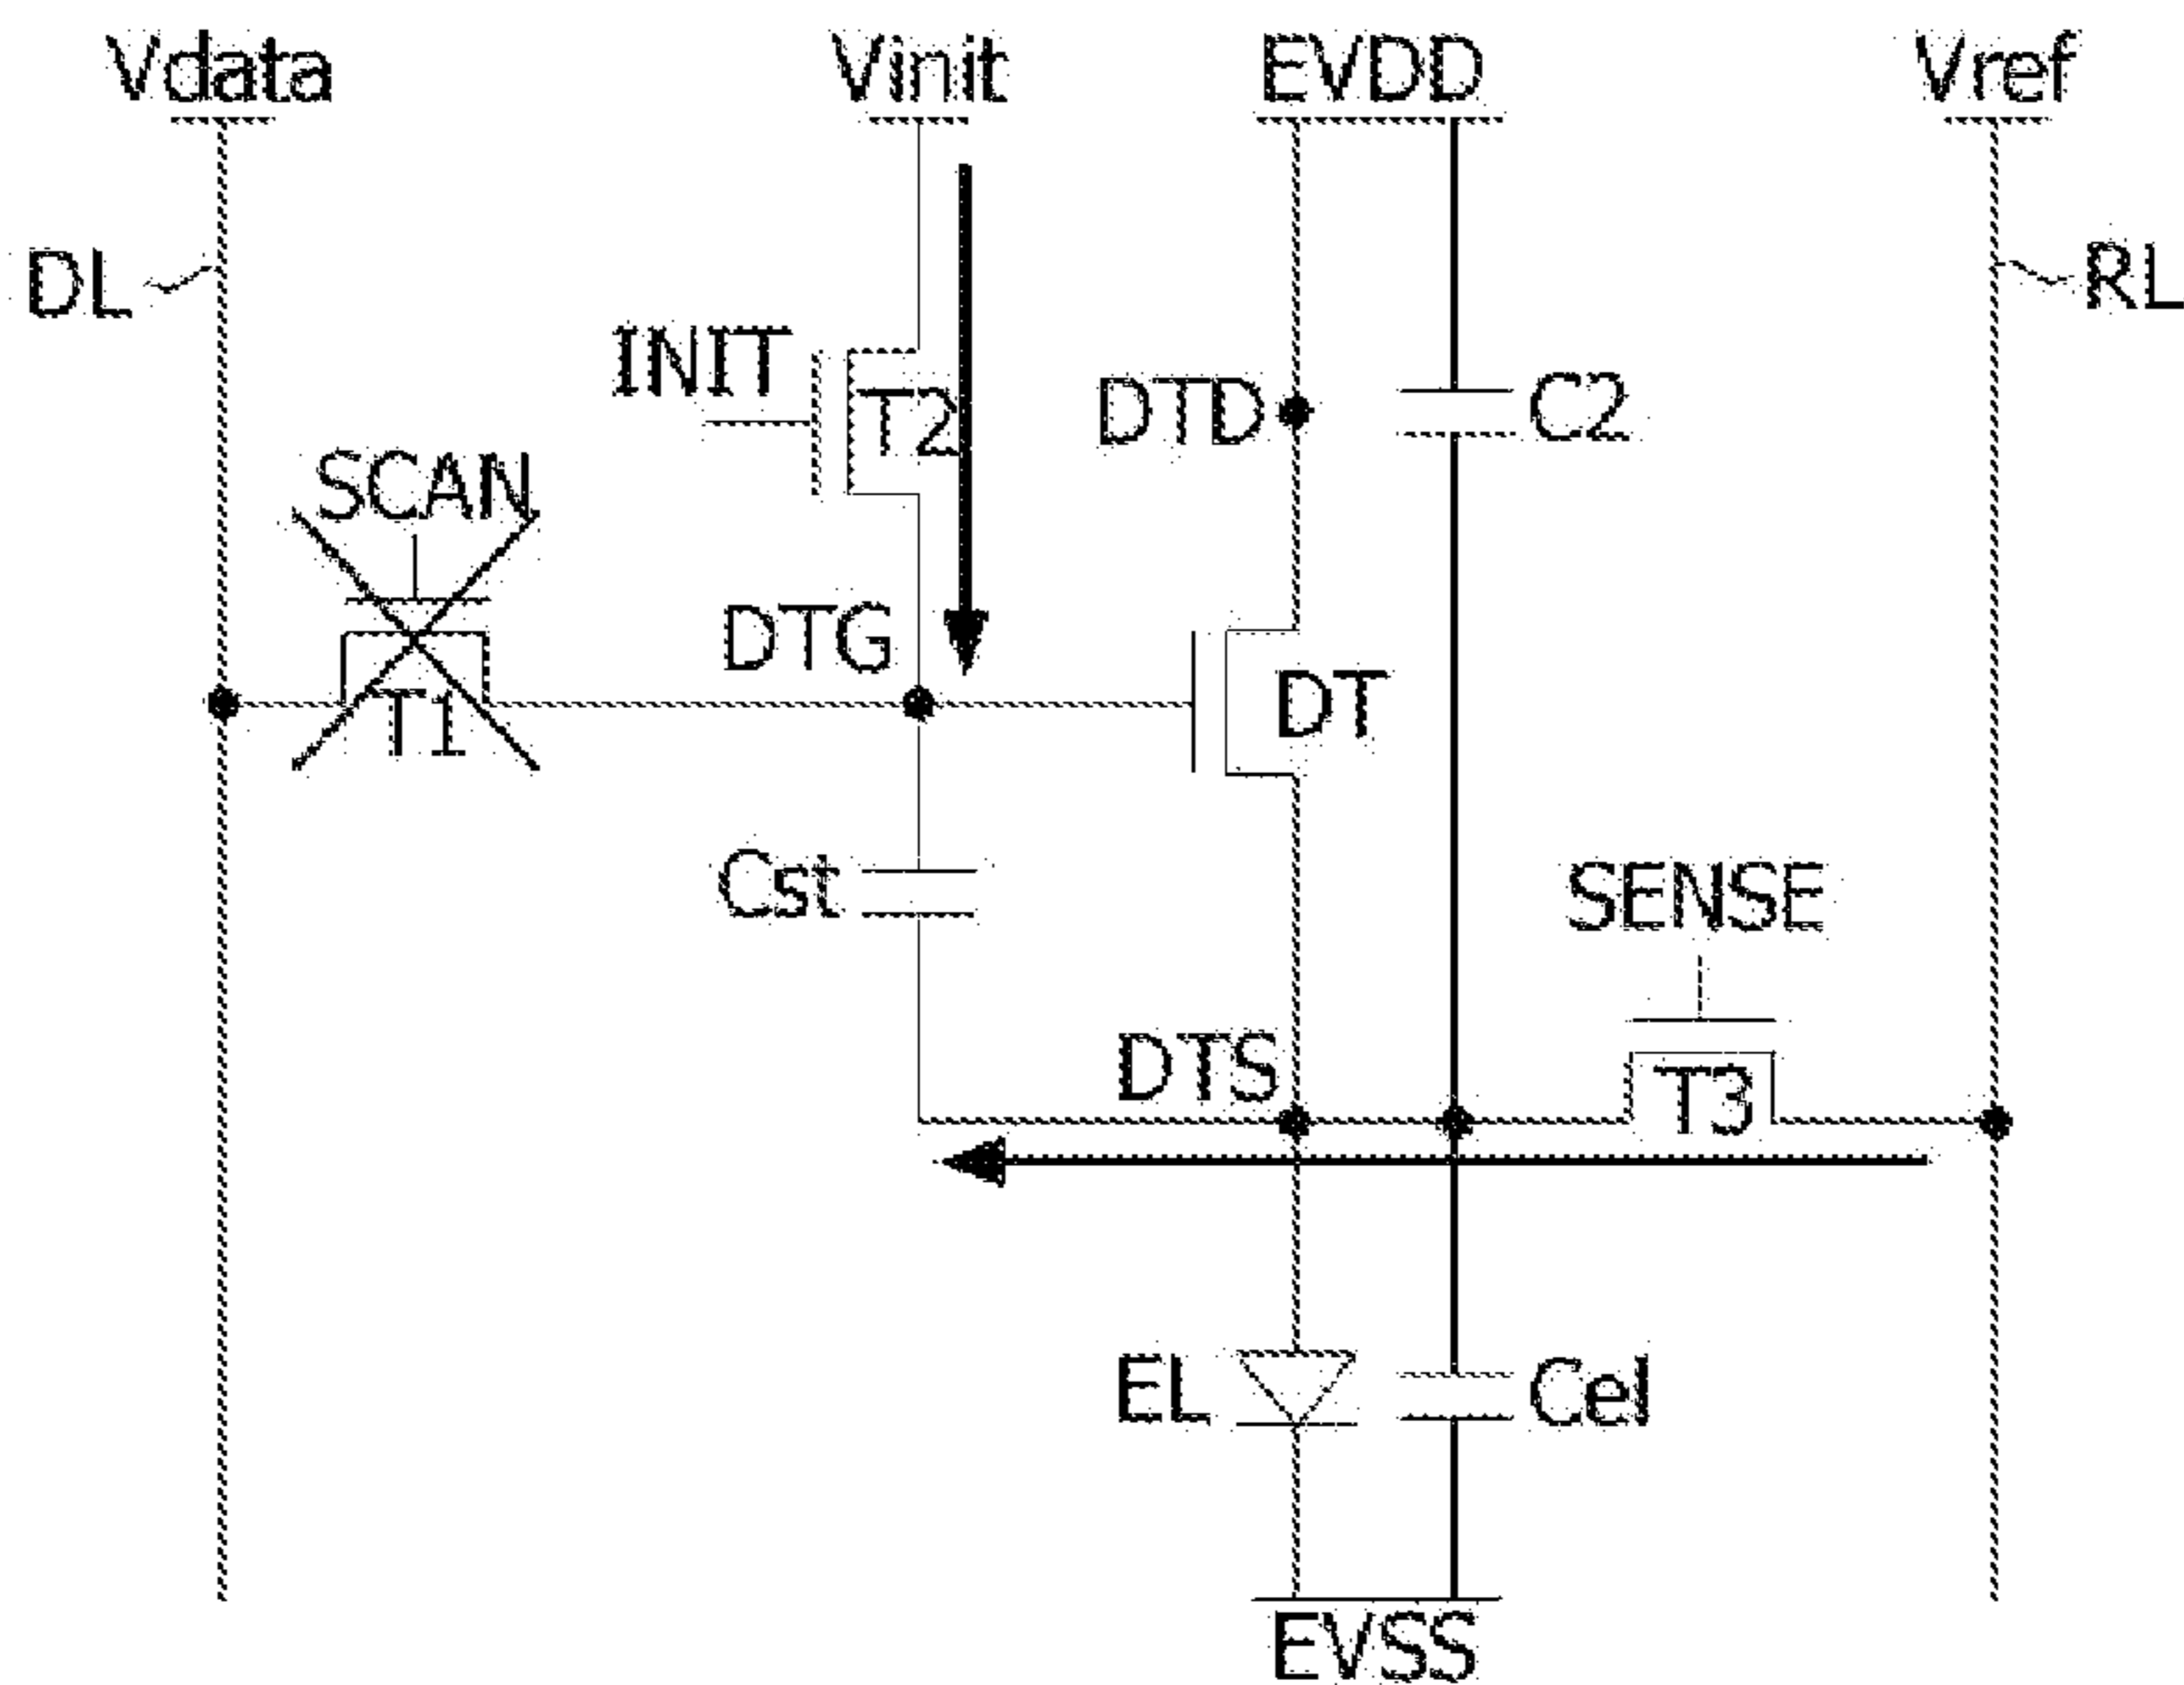 Vdata
Vinit
EVDD
Vref
DL
RL
INIT
T2
DTD
C2
SCAN
DTG
T1
DT
Cst
SENSE
DTS
T3
EL
Cel
EVSS